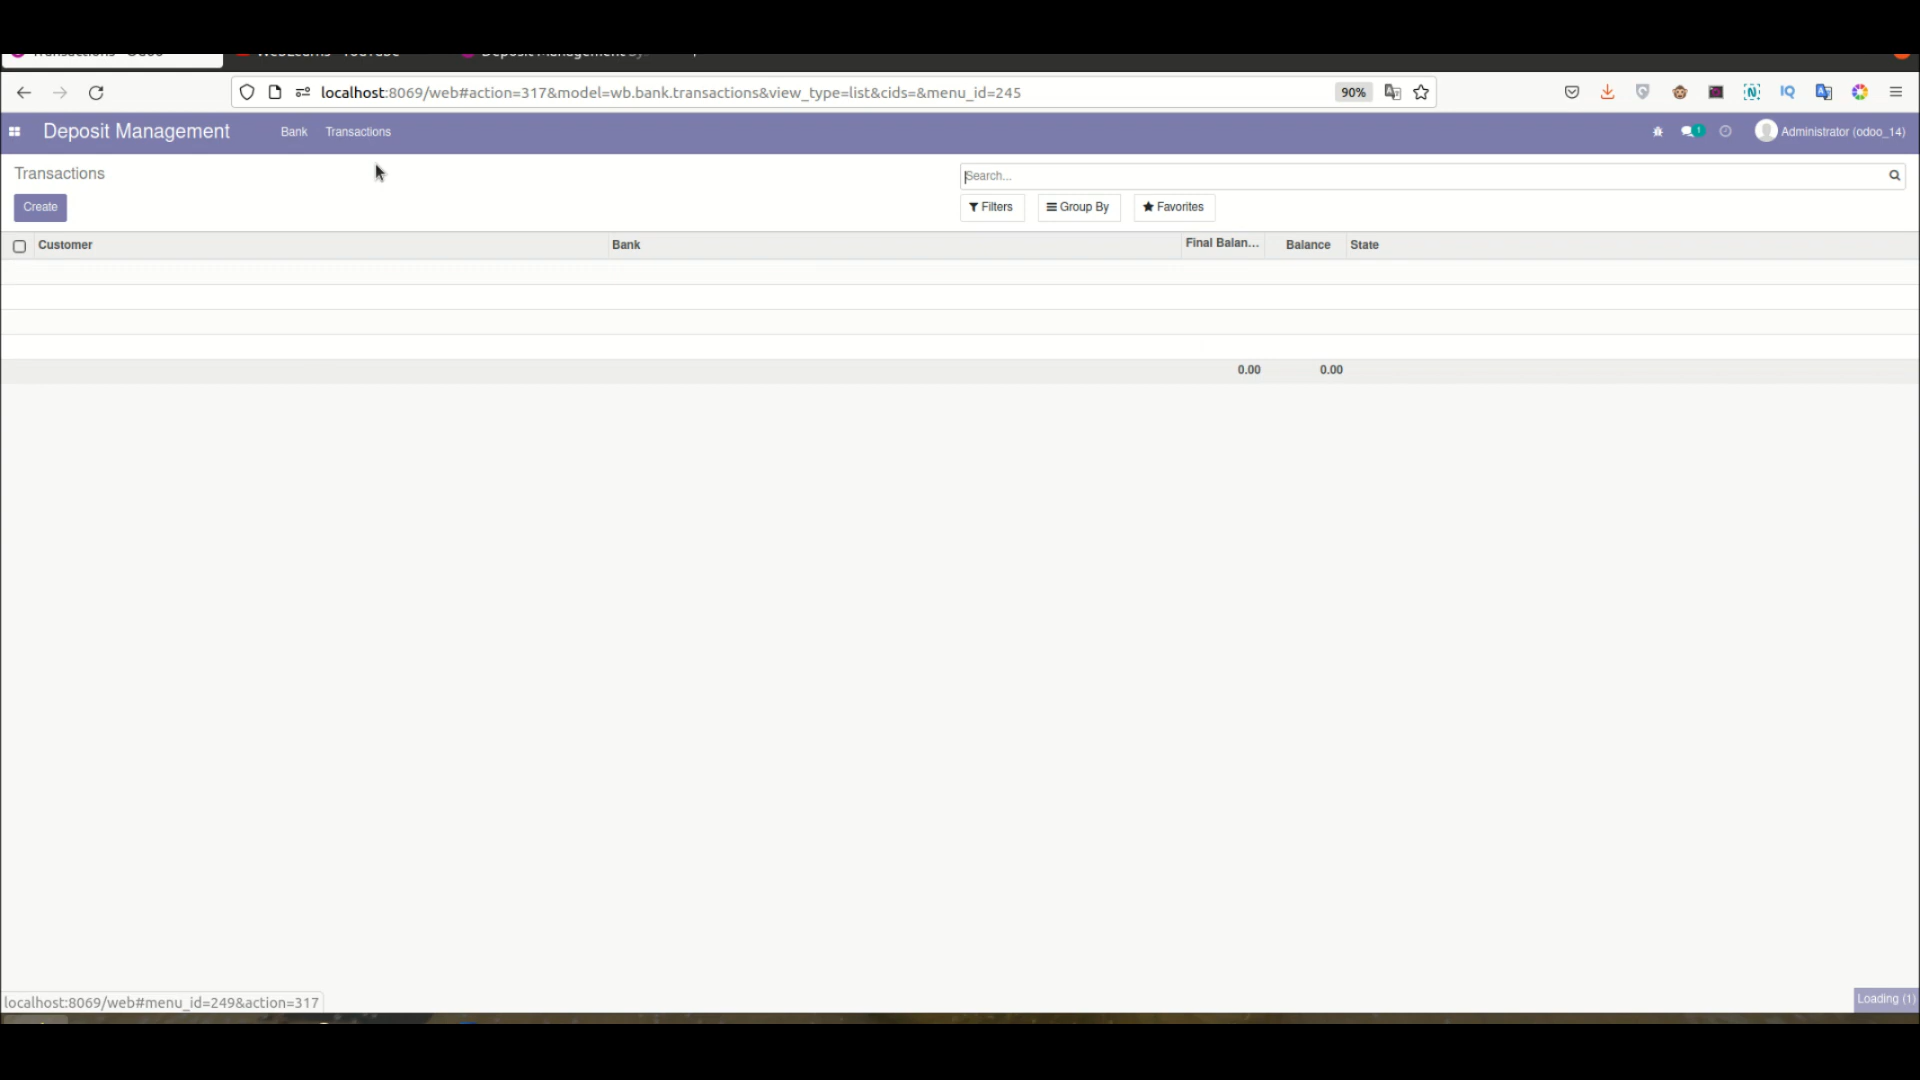 localhost:8069/web#action=317&model=wb.bank.transactions&view_type=list&cids=&menu_id=245
90%
IQ
Deposit Management
Bank
Transactions
1
Administrator (odoo_14)
Transactions
Search...
Create
Filters
Group By
Favorites
Customer
Bank
Final Balan...
Balance
State
0.00
0.00
localhost:8069/web#menu_id=249&action=317
Loading (1)